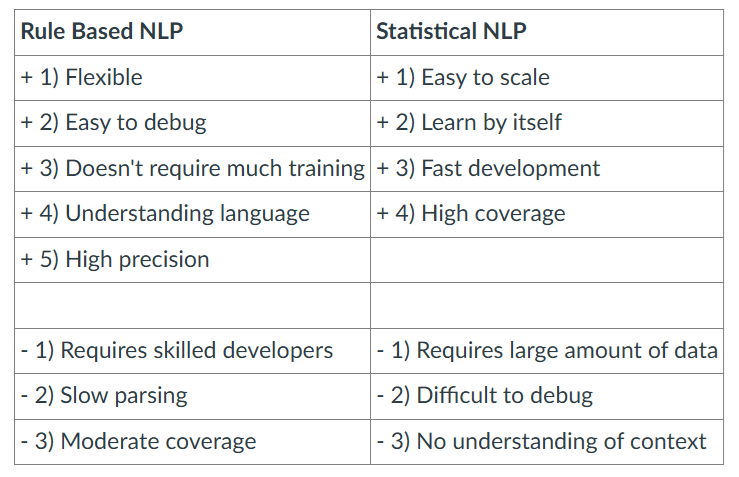 Rule Based NLP Statistical NLP
+ 1) Flexible + 1) Easy to scale
+ 2) Easy to debug + 2) Learn by itself
+ 3) Doesn't require much training + 3) Fast development
+ 4) Understanding language + 4) High coverage
+ 5) High precision
- 1) Requires skilled developers - 1) Requires large amount of data
- 2) Slow parsing - 2) Difficult to debug
- 3) Moderate coverage - 3) No understanding of context